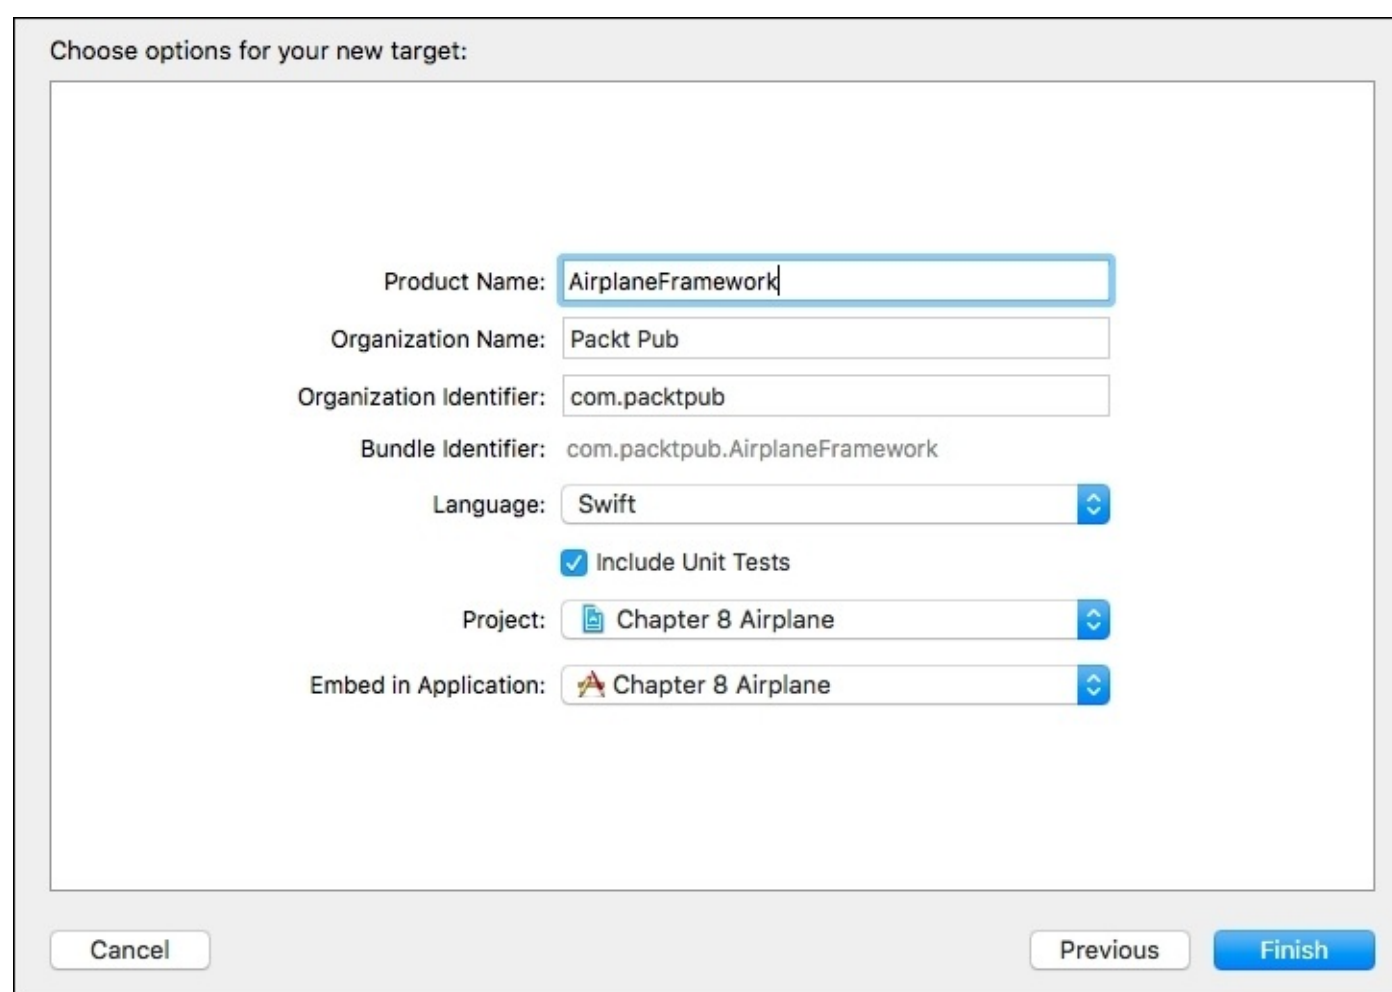 Choose options for your new target:
Product Name: AirplaneFramework
Organization Name: Packt Pub
Organization Identifier: com.packtpub
Bundle Identifier: com.packtpub.AirplaneFramework
Language: Swift
Include Unit Tests
Project: Chapter 8 Airplane
Embed in Application: Chapter 8 Airplane
Cancel Previous Finish